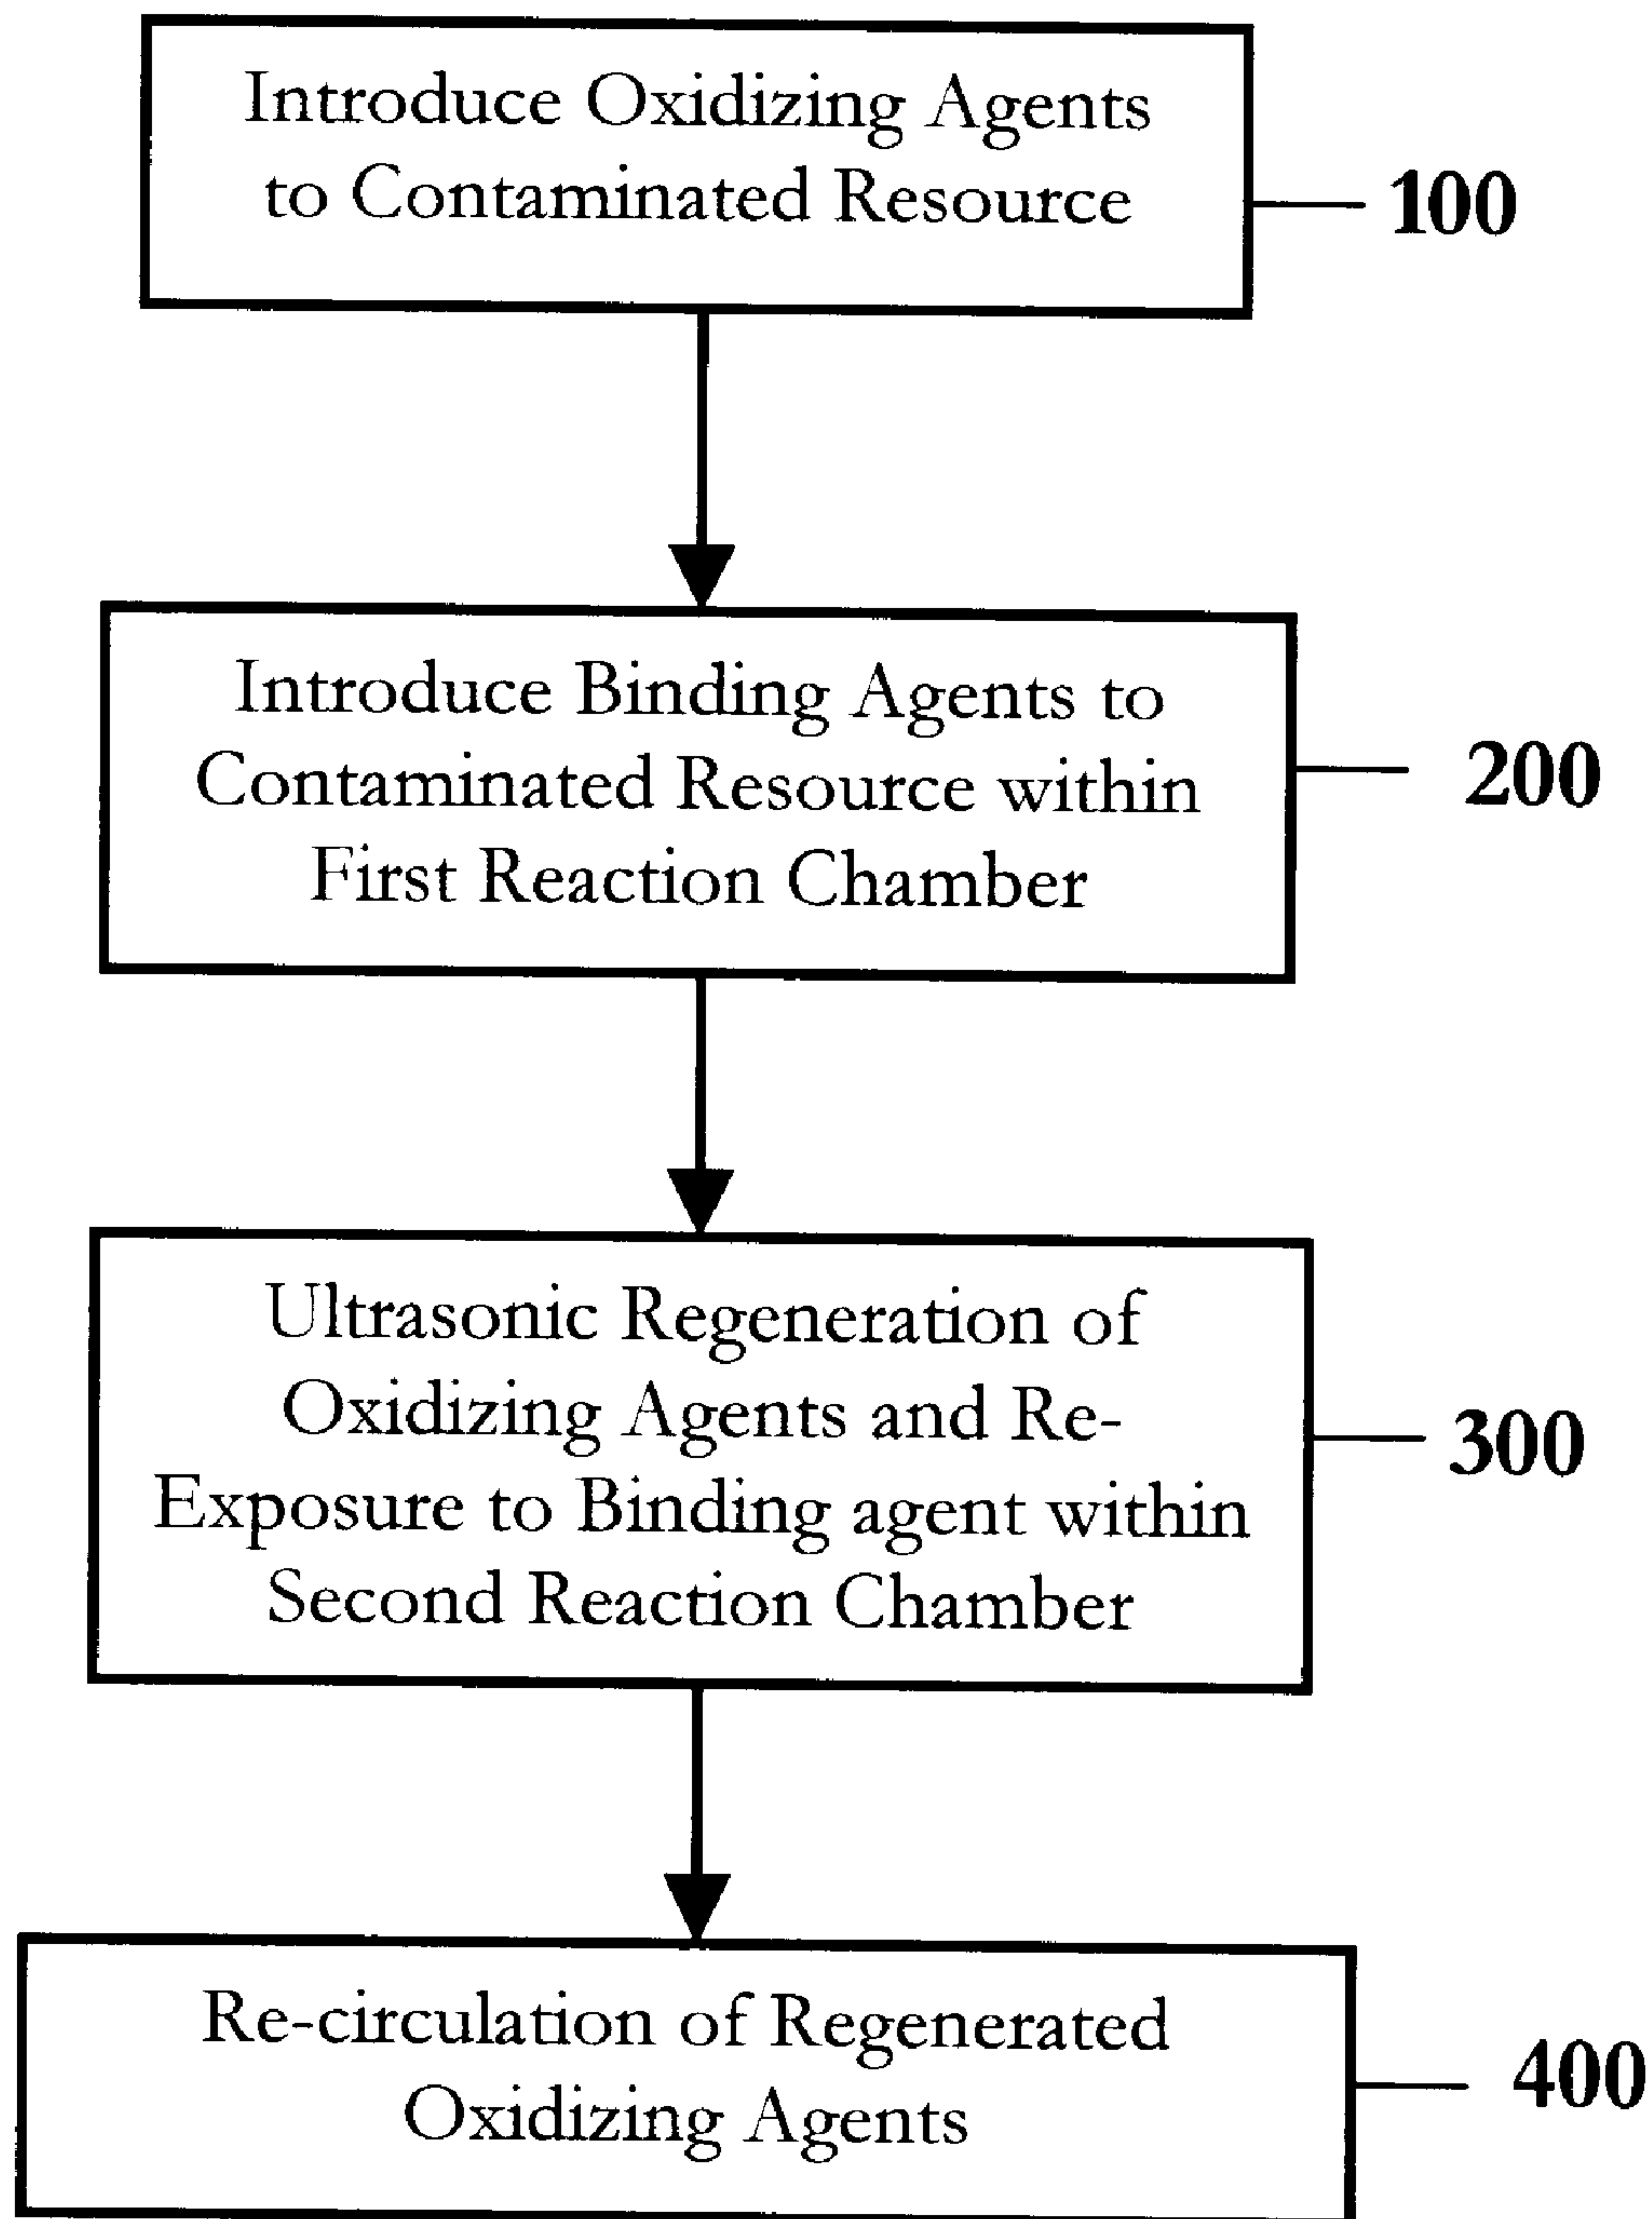 Introduce Oxidizing Agents
to Contaminated Resource
100
Introduce Binding Agents to
Contaminated Resource within
First Reaction Chamber
200
Ultrasonic Regeneration of
Oxidizing Agents and Re-
Exposure to Binding agent within
Second Reaction Chamber
300
Re-circulation of Regenerated
Oxidizing Agents
400